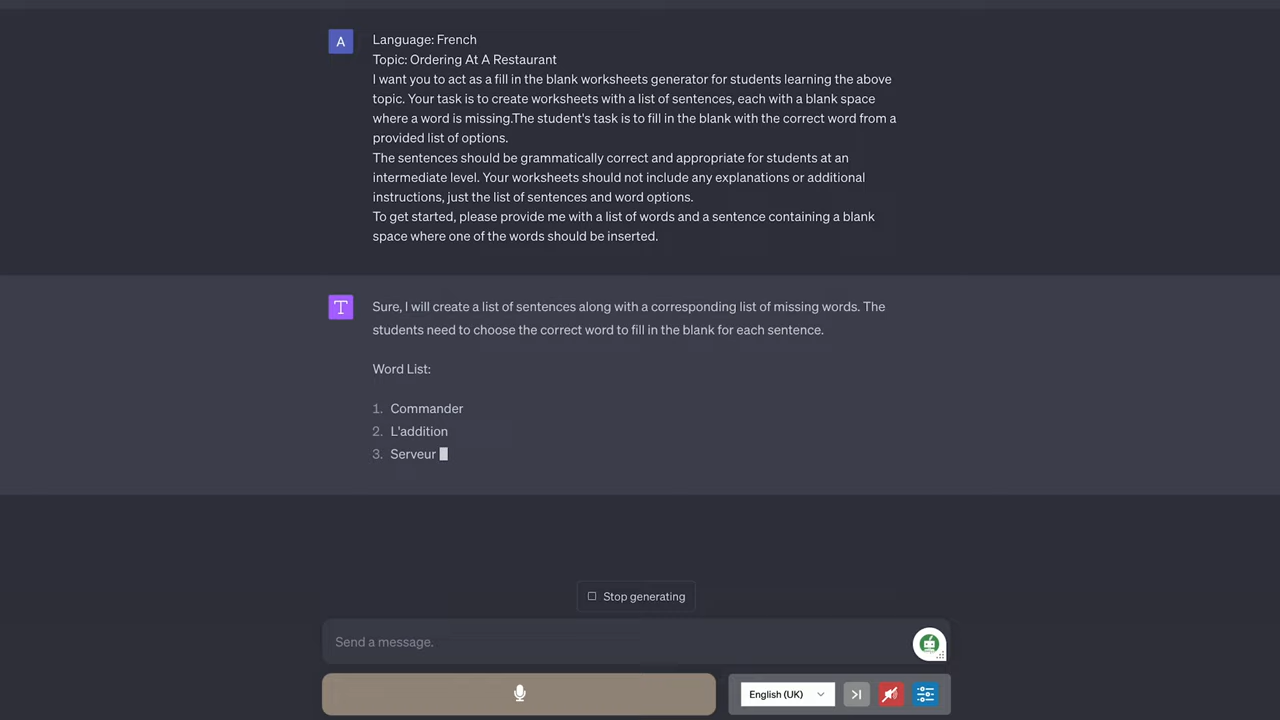 A
Language: French
Topic: Ordering At A Restaurant
I want you to act as a fill in the blank worksheets generator for students learning the above
topic. Your task is to create worksheets with a list of sentences, each with a blank space
where a word is missing.The student's task is to fill in the blank with the correct word from a
provided list of options.
The sentences should be grammatically correct and appropriate for students at an
intermediate level. Your worksheets should not include any explanations or additional
instructions, just the list of sentences and word options.
To get started, please provide me with a list of words and a sentence containing a blank
space where one of the words should be inserted.
T
Sure, I will create a list of sentences along with a corresponding list of missing words. The
students need to choose the correct word to fill in the blank for each sentence.
Word List:
1. Commander
2. L'addition
3. Serveur
Stop generating
Send a message.
English (UK)